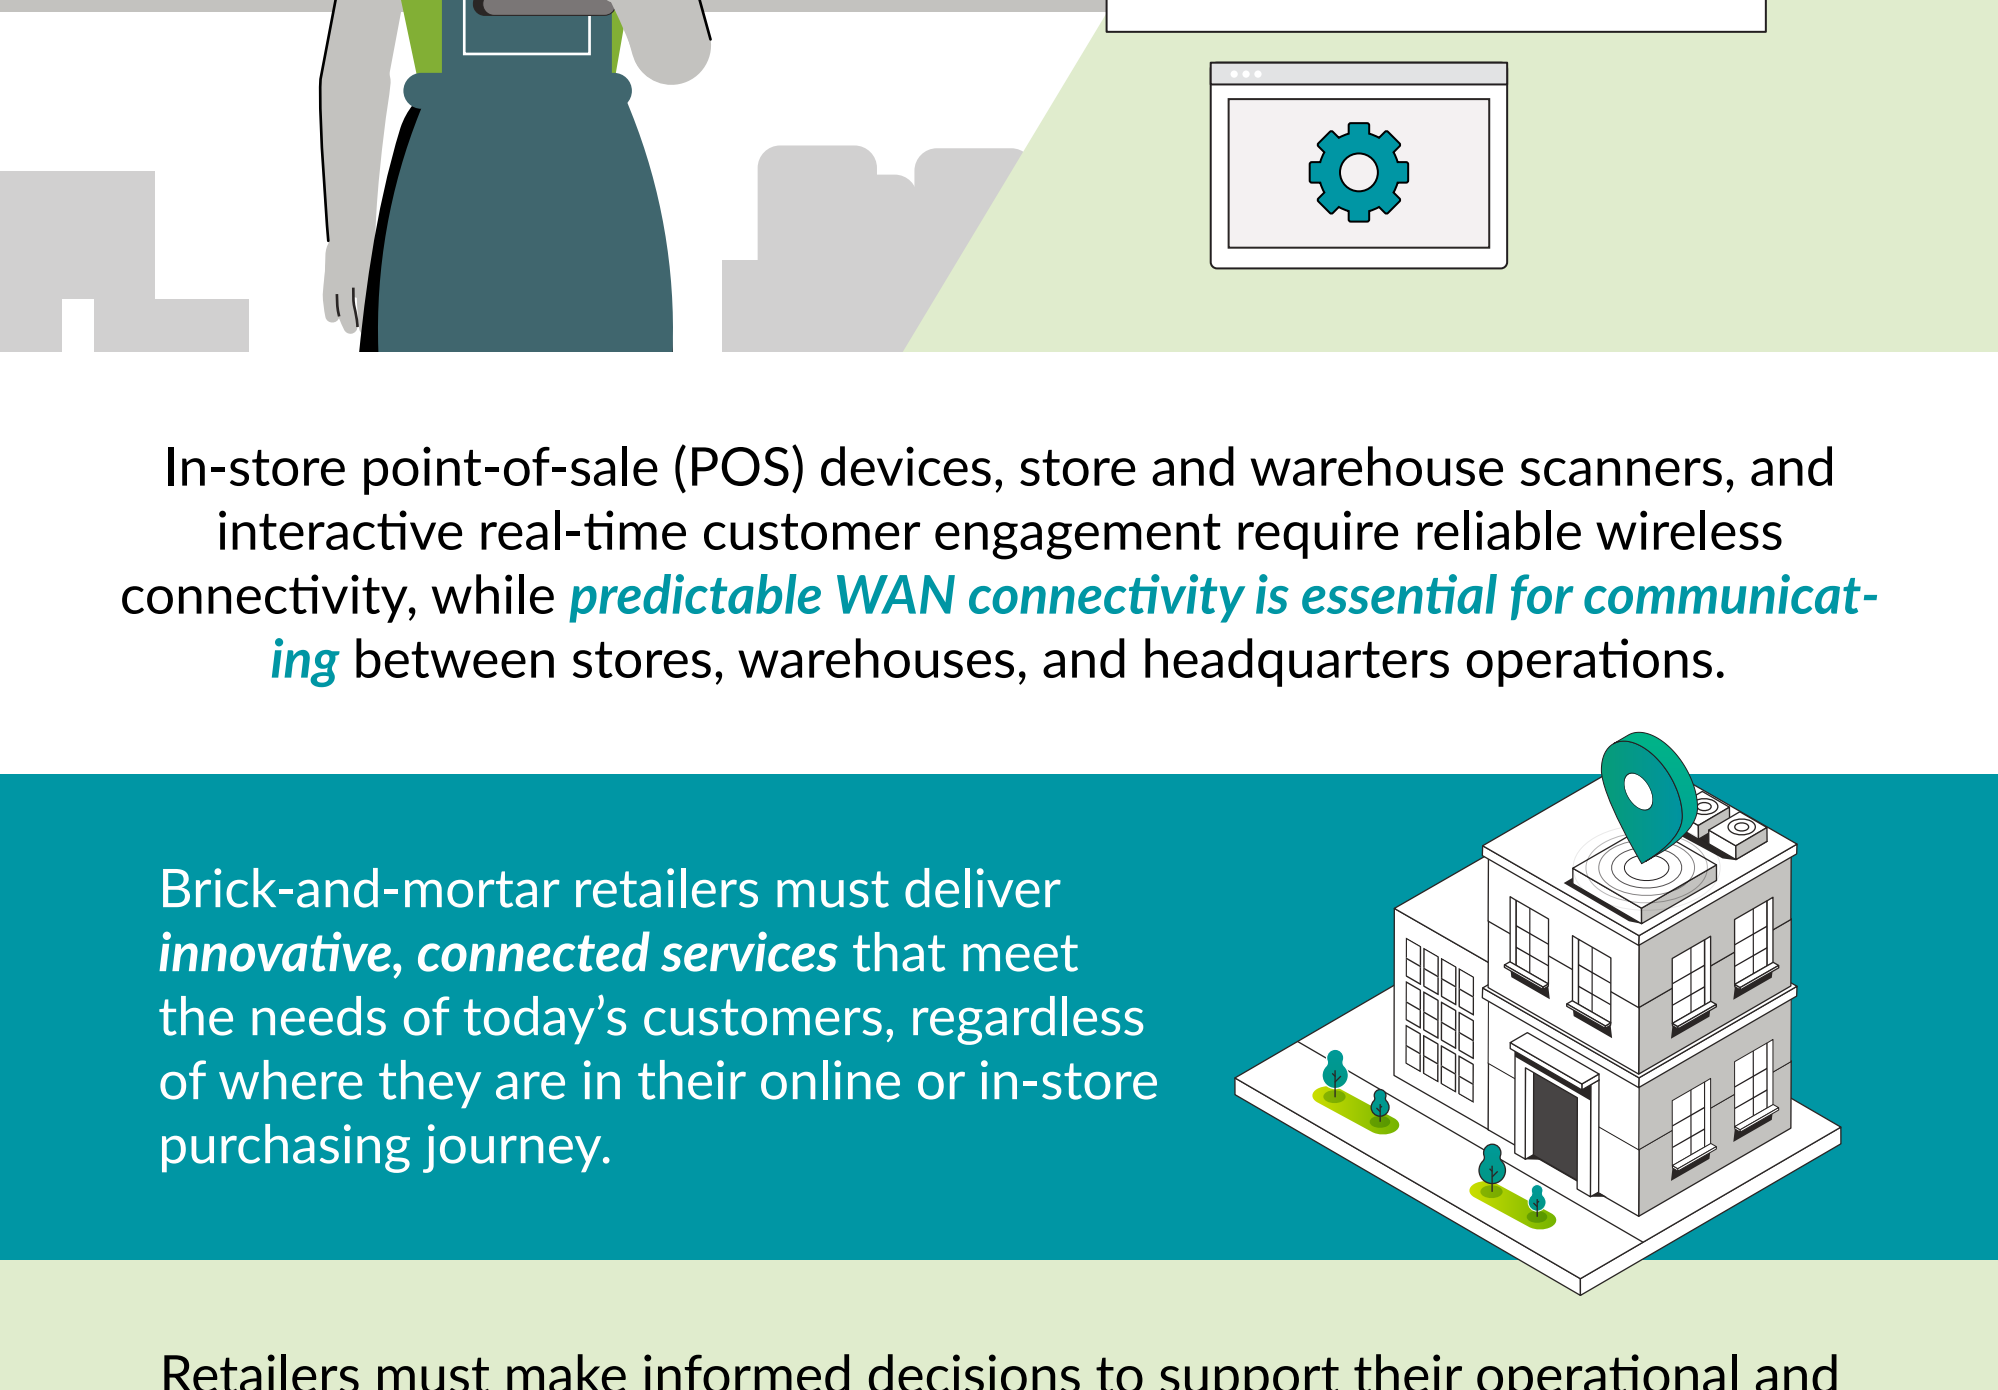 In-store point-of-sale (POS) devices, store and warehouse scanners, and
interactive real-time customer engagement require reliable wireless
connectivity, while predictable WAN connectivity is essential for communicat-
ing between stores, warehouses, and headquarters operations.
Brick-and-mortar retailers must deliver
innovative, connected services that meet
the needs of today’s customers, regardless
of where they are in their online or in-store
purchasing journey.
Retailers must make informed decisions to support their operational and